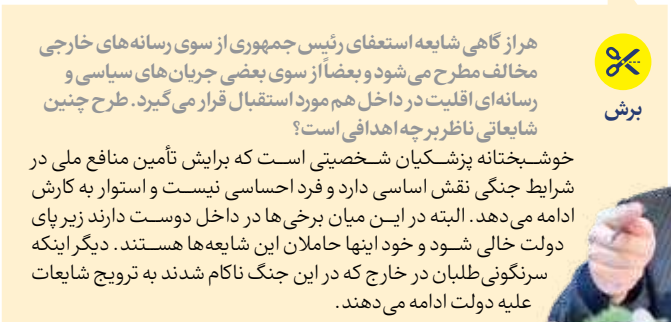 برش
هر از گاهی شایعه استعفای رئیس‌جمهوری از سوی رسانه‌های خارجی
مخالف مطرح می‌شود و بعضاً از سوی بعضی جریان‌های سیاسی و
رسانه‌ای اقلیت در داخل هم مورد استقبال قرار می‌گیرد. طرح چنین
شایعاتی ناظر بر چه اهدافی است؟
خوشبختانه پزشکیان شخصیتی است که برایش تأمین منافع ملی در
شرایط جنگی نقش اساسی دارد و فرد احساسی نیست و استوار به کارش
ادامه می‌دهد. البته در این میان برخی‌ها در داخل دوست دارند زیر پای
دولت خالی شود و خود اینها حاملان این شایعه‌ها هستند. دیگر اینکه
سرنگونی‌طلبان در خارج که در این جنگ ناکام شدند به ترویج شایعات
علیه دولت ادامه می‌دهند.